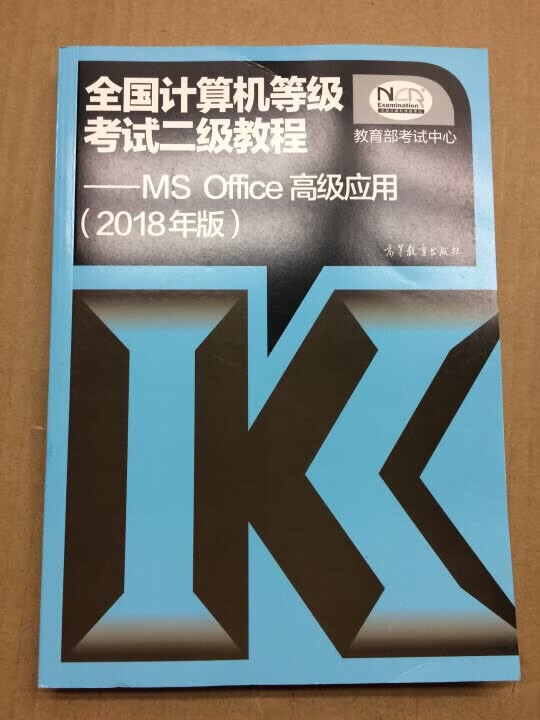 全国计算机等级
考试二级教程
——MS Office 高级应用
(2018年版)
NCR
Examination
教育部考试中心
高等教育出版社